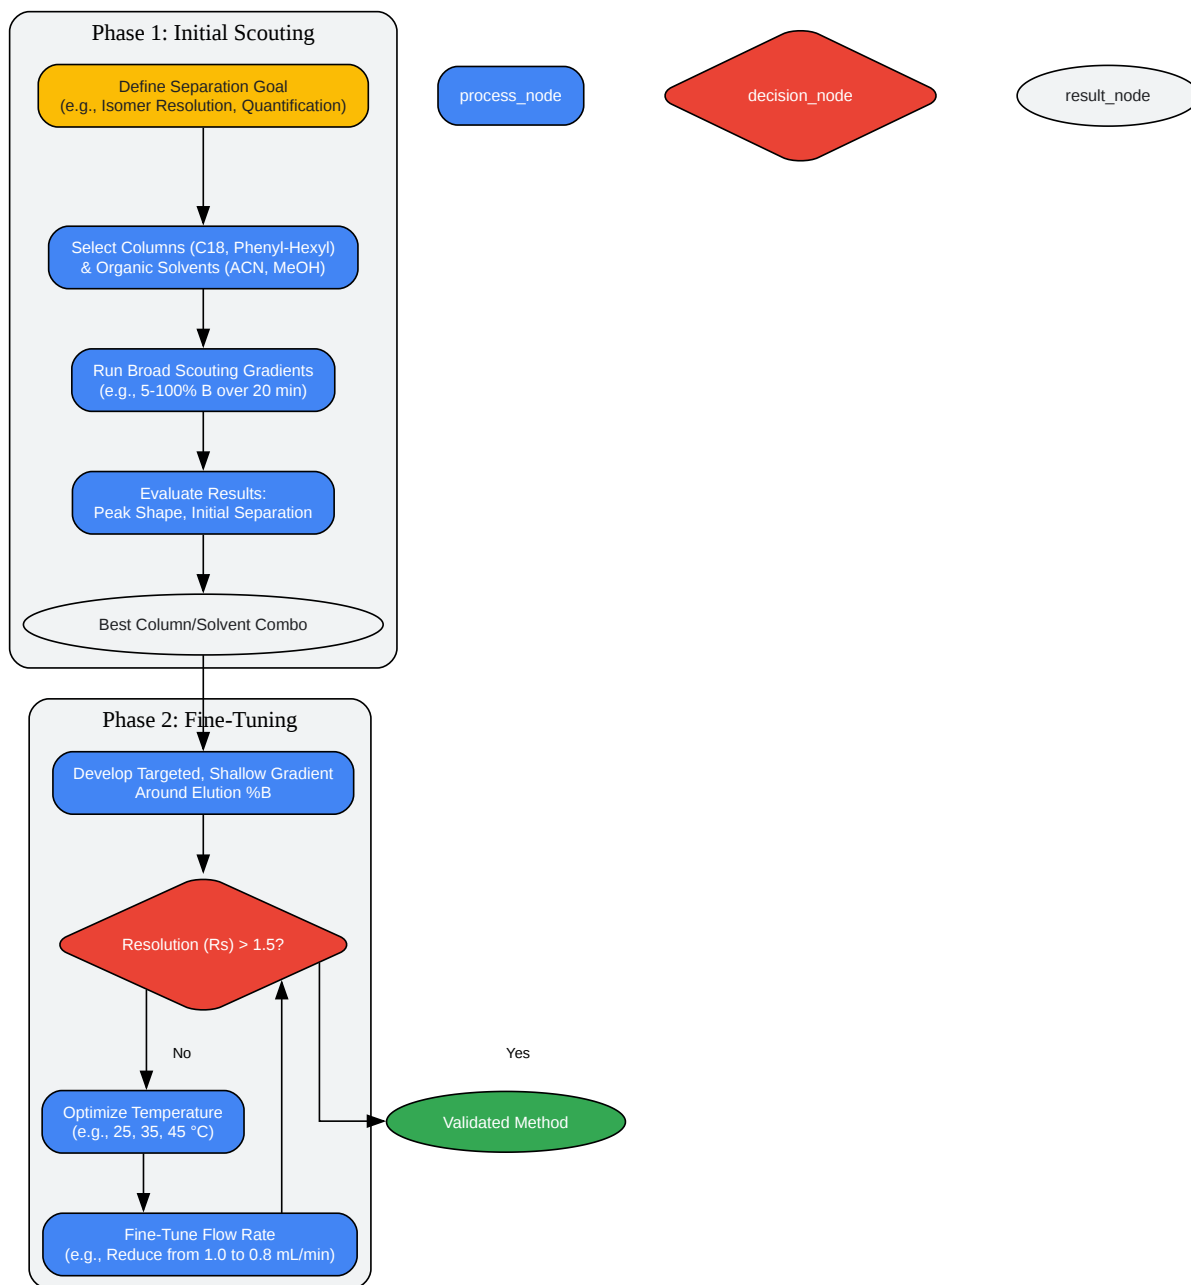 Phase 1: Initial Scouting
Define Separation Goal
(e.g., Isomer Resolution, Quantification)
process_node
decision_node
result_node
Select Columns (C18, Phenyl-Hexyl)
& Organic Solvents (ACN, MeOH)
Run Broad Scouting Gradients
(e.g., 5-100% B over 20 min)
Evaluate Results:
Peak Shape, Initial Separation
Best Column/Solvent Combo
Phase 2: Fine-Tuning
Develop Targeted, Shallow Gradient
Around Elution %B
Resolution (Rs) > 1.5?
No
Yes
Optimize Temperature
(e.g., 25, 35, 45 °C)
Validated Method
Fine-Tune Flow Rate
(e.g., Reduce from 1.0 to 0.8 mL/min)